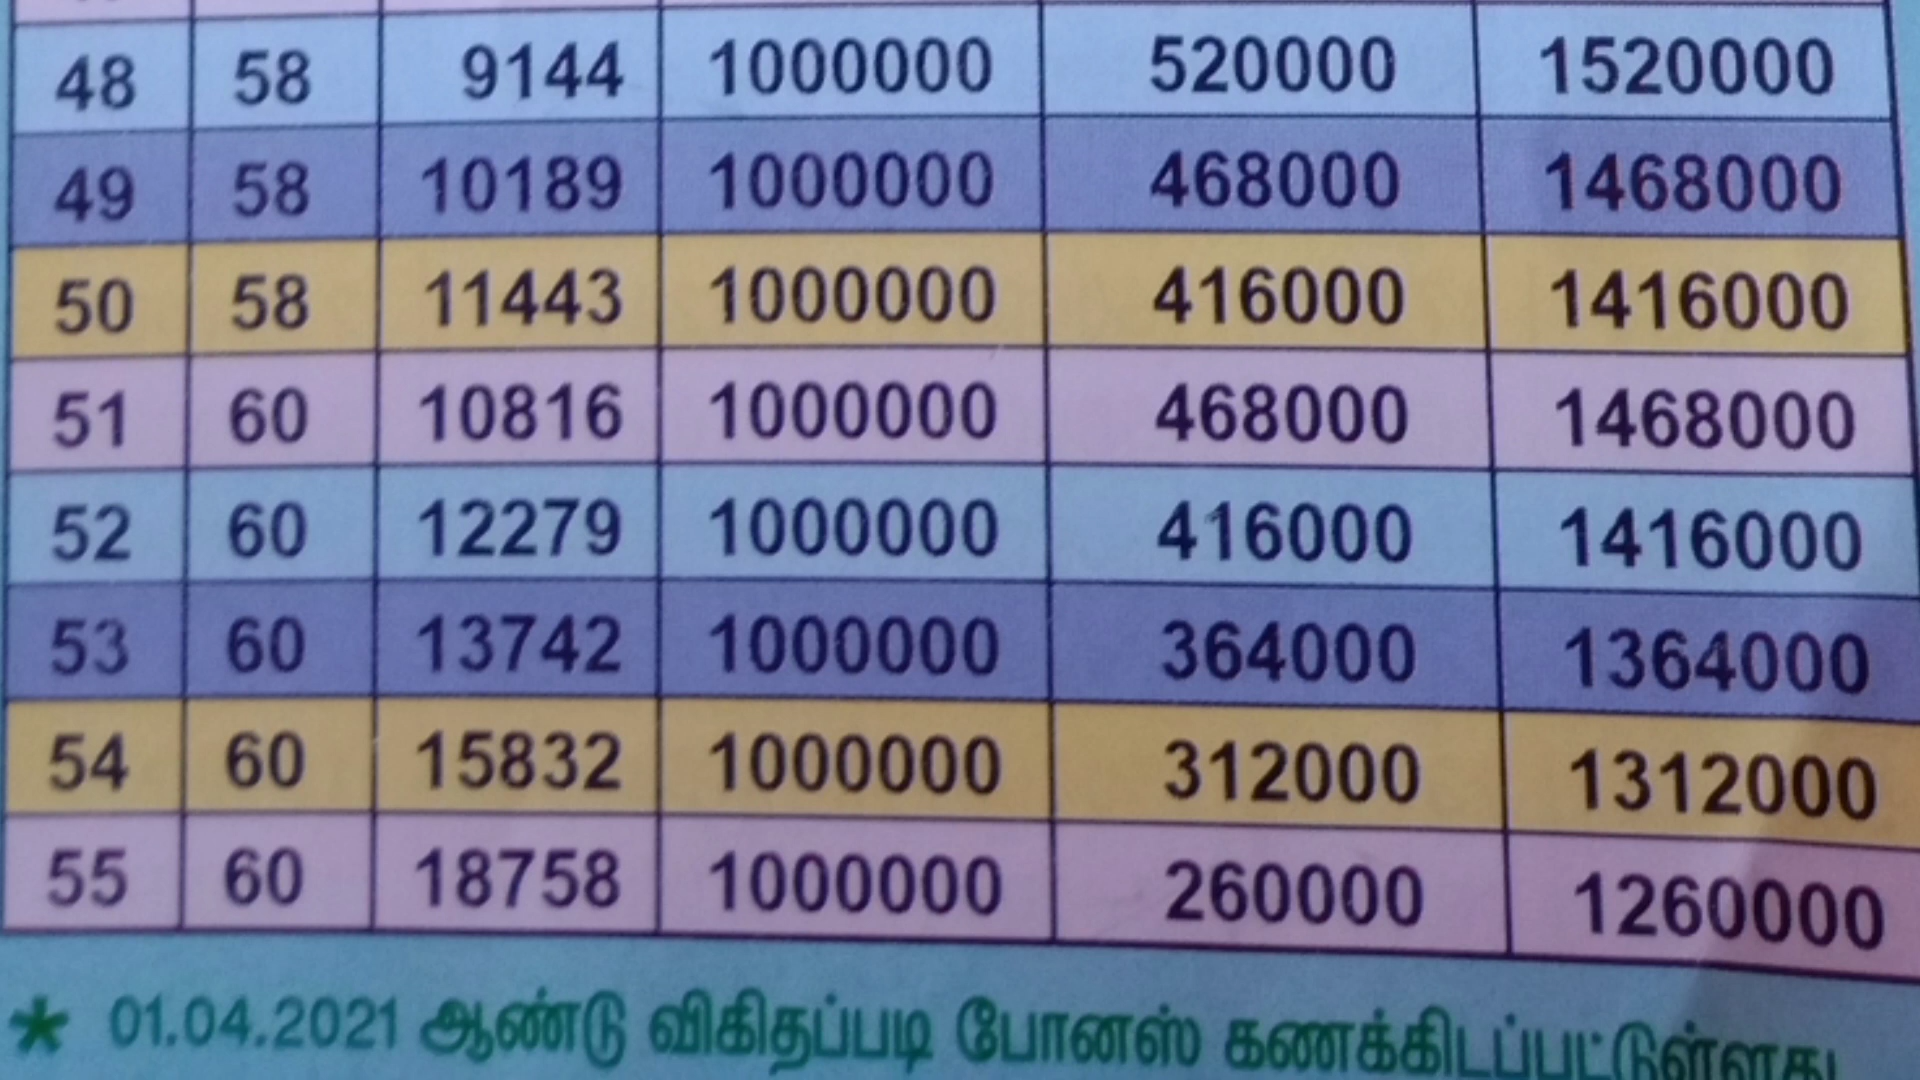 48 58 9144 1000000 520000 1520000
49 58 10189 1000000 468000 1468000
50 58 11443 1000000 416000 1416000
51 60 10816 1000000 468000 1468000
52 60 12279 1000000 416000 1416000
53 60 13742 1000000 364000 1364000
54 60 15832 1000000 312000 1312000
55 60 18758 1000000 260000 1260000
* 01.04.2021 ஆண்டு விகிதப்படி போனஸ் கணக்கிடப்பட்டுள்ளது